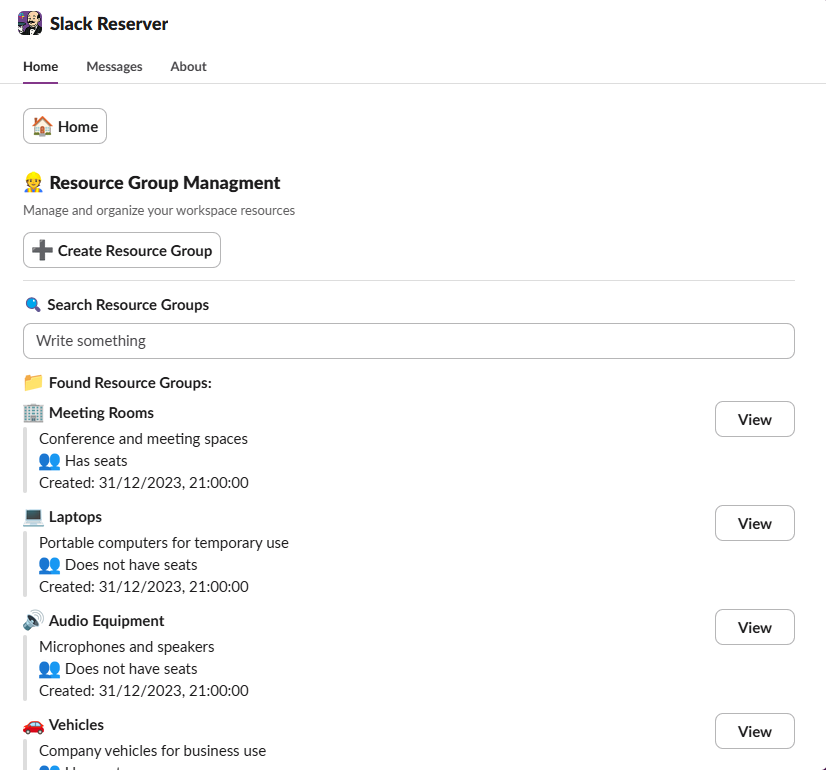 Slack Reserver
Home Messages About
Home
Resource Group Managment
Manage and organize your workspace resources
Create Resource Group
Search Resource Groups
Write something
Found Resource Groups:
Meeting Rooms
View
Conference and meeting spaces
Has seats
Created: 31/12/2023, 21:00:00
Laptops
View
Portable computers for temporary use
Does not have seats
Created: 31/12/2023, 21:00:00
Audio Equipment
View
Microphones and speakers
Does not have seats
Created: 31/12/2023, 21:00:00
Vehicles
View
Company vehicles for business use